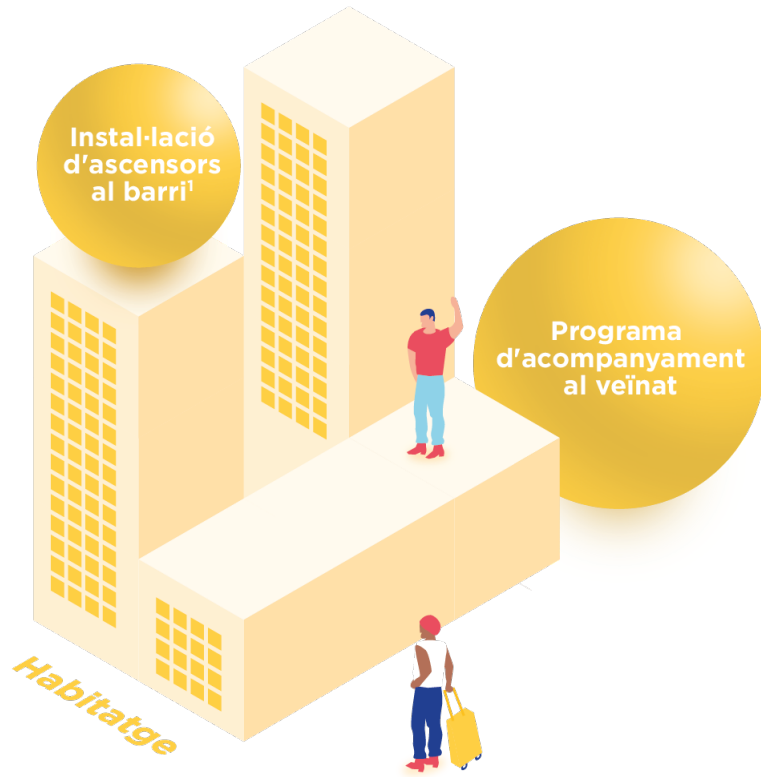 Instal·lació
d'ascensors
al barri¹
Programa
d'acompanyament
al veïnat
Habitatge